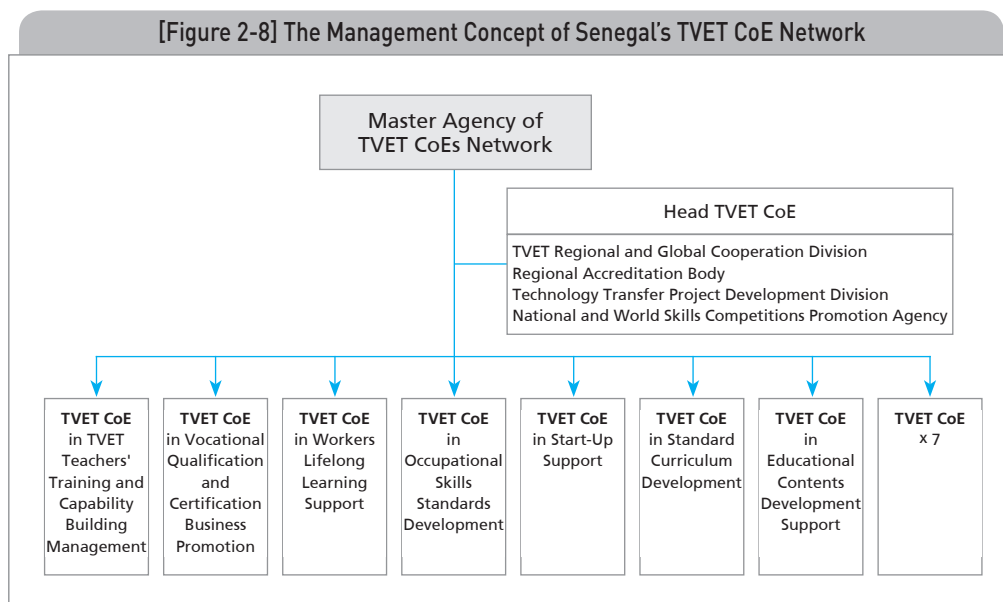 [Figure 2-8] The Management Concept of Senegal's TVET CoE Network
Master Agency of
TVET CoEs Network
Head TVET CoE
TVET Regional and Global Cooperation Division
Regional Accreditation Body
Technology Transfer Project Development Division
National and World Skills Competitions Promotion Agency
TVET CoE
in TVET
Teachers'
Training and
Capability
Building
Management
TVET CoE
in Vocational
Qualification
and
Certification
Business
Promotion
TVET CoE
in Workers
Lifelong
Learning
Support
TVET CoE
in
Occupational
Skills
Standards
Development
TVET CoE
in Start-Up
Support
TVET CoE
in Standard
Curriculum
Development
TVET CoE
in
Educational
Contents
Development
Support
TVET CoE
x 7